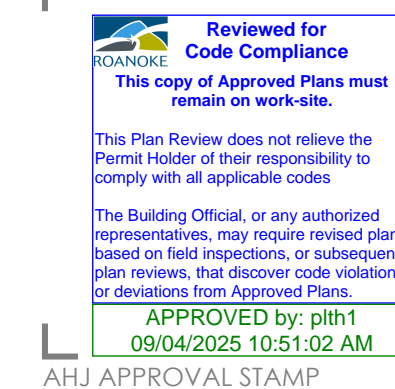 ROANOKE
Reviewed for
Code Compliance
This copy of Approved Plans must
remain on work-site.
This Plan Review does not relieve the
Permit Holder of their responsibility to
comply with all applicable codes
The Building Official, or any authorized
representatives, may require revised plan
based on field inspections, or subsequen
plan reviews, that discover code violation
or deviations from Approved Plans.
APPROVED by: plth1
09/04/2025 10:51:02 AM
AHJ APPROVAL STAMP